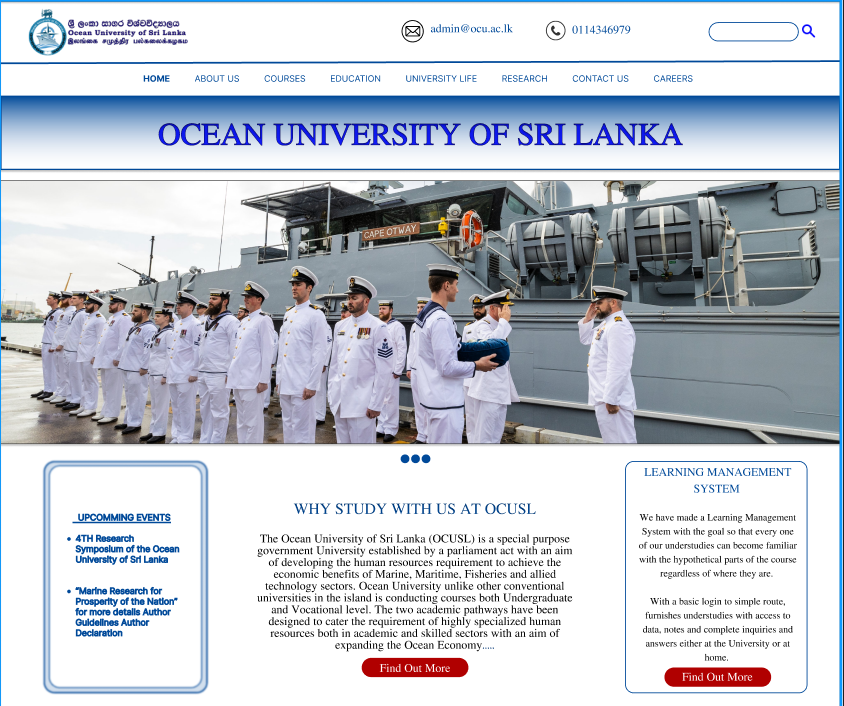 ශ්‍රී ලංකා සාගර විශ්වවිද්‍යාලය
Ocean University of Sri Lanka
இலங்கை சமுத்திர பல்கலைக்கழகம்
admin@ocu.ac.lk
0114346979
HOME ABOUT US COURSES EDUCATION UNIVERSITY LIFE RESEARCH CONTACT US CAREERS
OCEAN UNIVERSITY OF SRI LANKA
CAPE OTWAY
UPCOMMING EVENTS
4TH Research
Symposium of the Ocean
University of Sri Lanka
“Marine Research for
Prosperity of the Nation”
for more details Author
Guidelines Author
Declaration
WHY STUDY WITH US AT OCUSL
The Ocean University of Sri Lanka (OCUSL) is a special purpose
government University established by a parliament act with an aim
of developing the human resources requirement to achieve the
economic benefits of Marine, Maritime, Fisheries and allied
technology sectors. Ocean University unlike other conventional
universities in the island is conducting courses both Undergraduate
and Vocational level. The two academic pathways have been
designed to cater the requirement of highly specialized human
resources both in academic and skilled sectors with an aim of
expanding the Ocean Economy.....
Find Out More
LEARNING MANAGEMENT
SYSTEM
We have made a Learning Management
System with the goal so that every one
of our understudies can become familiar
with the hypothetical parts of the course
regardless of where they are.
With a basic login to simple route,
furnishes understudies with access to
data, notes and complete inquiries and
answers either at the University or at
home.
Find Out More